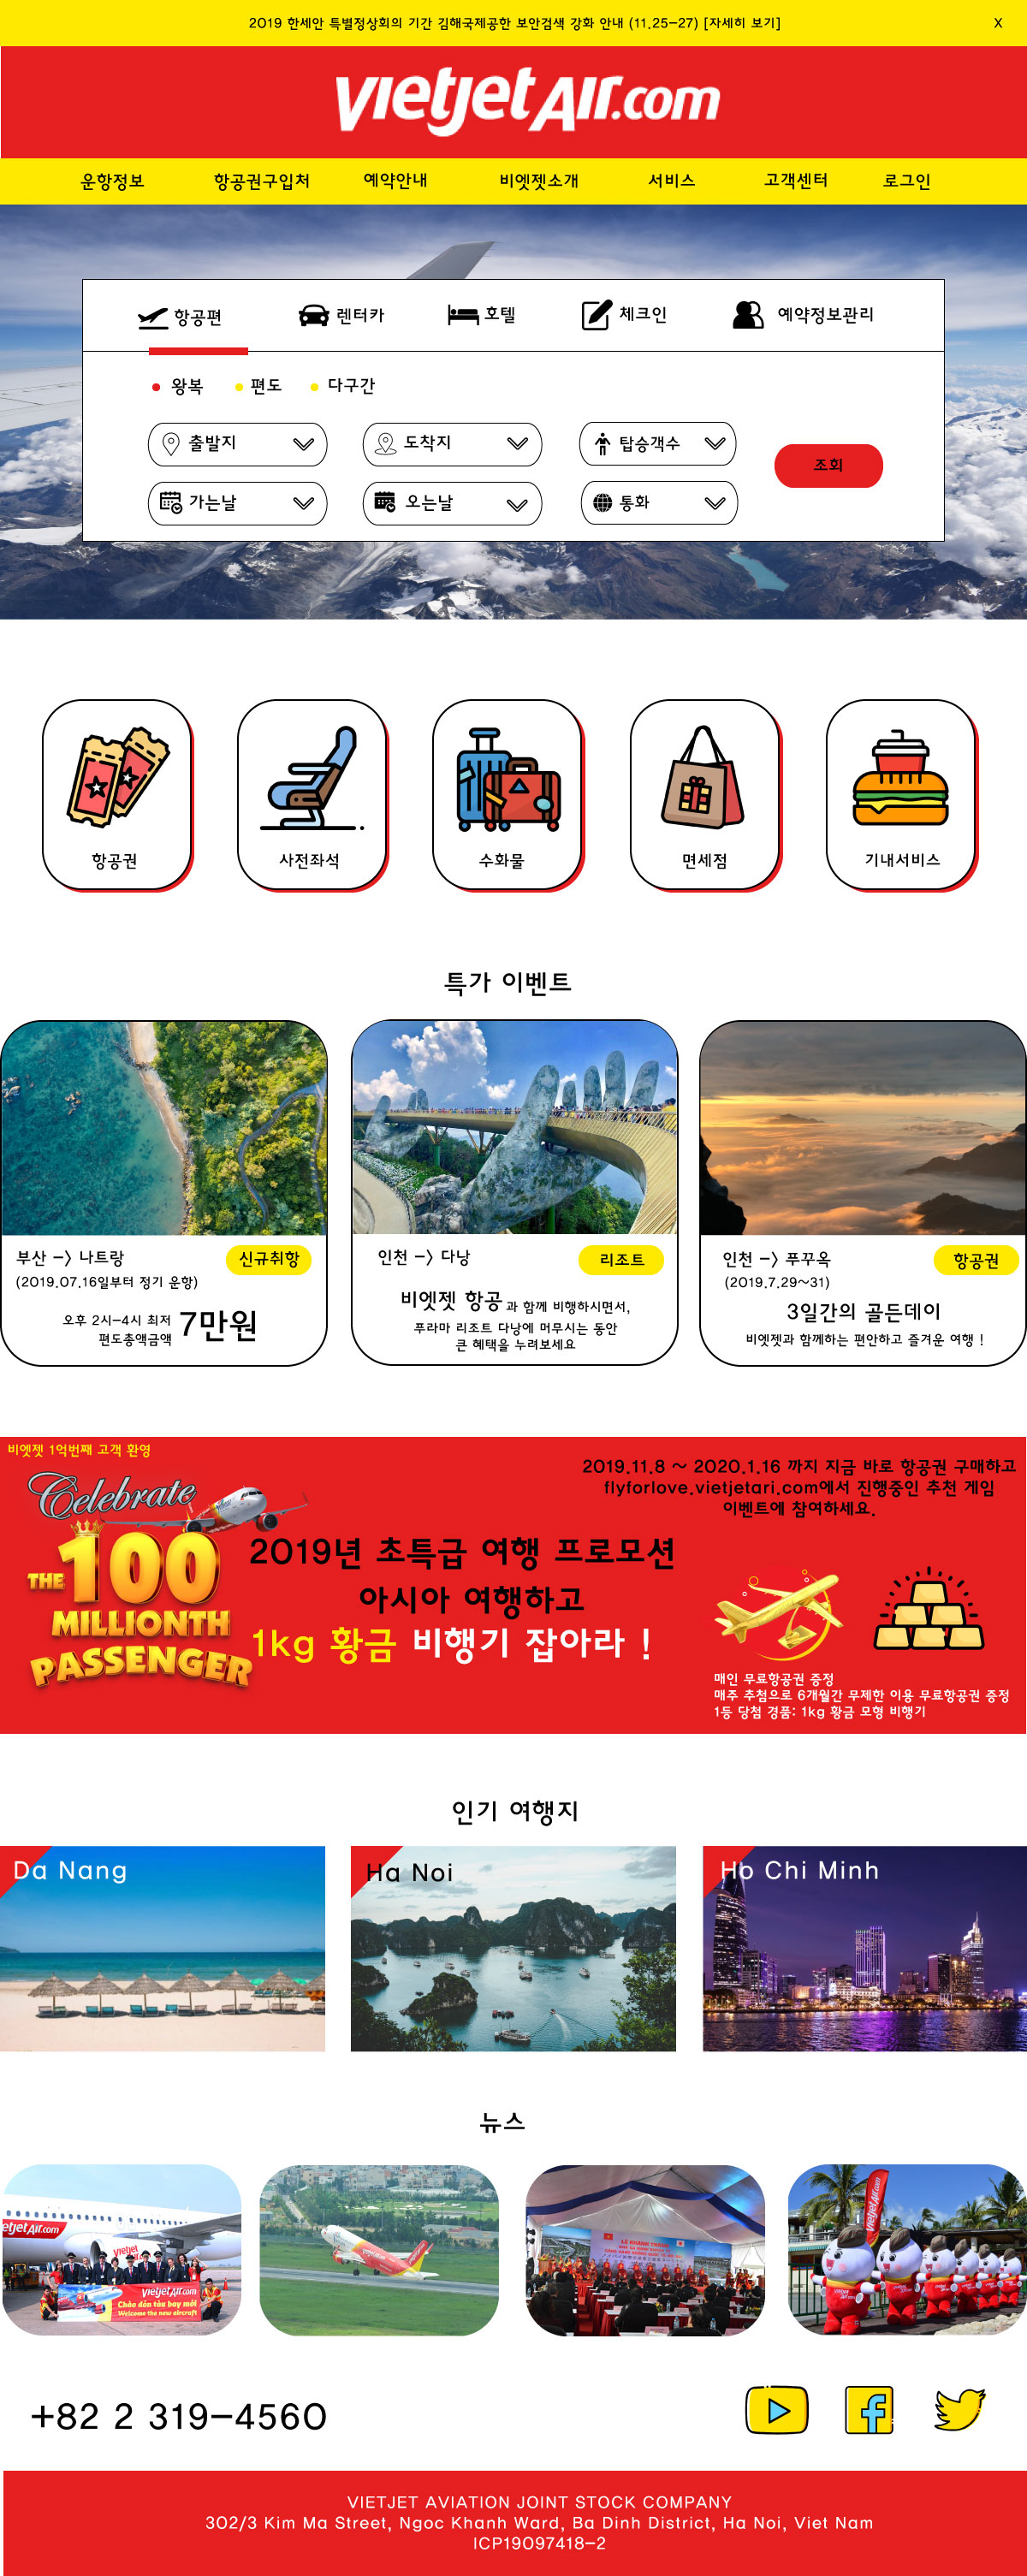 2019 한세안 특별정상회의 기간 김해국제공한 보안검색 강화 안내 (11.25-27) [자세히 보기] X
vietjetAir.com
운항정보 항공권구입처 예약안내 비엣젯소개 서비스 고객센터 로그인
항공편 렌터카 호텔 체크인 예약정보관리
왕복 편도 다구간
출발지 도착지 탑승객수
조회
가는날 오는날 통화
항공권 사전좌석 수화물 면세점 기내서비스
특가 이벤트
부산 -> 나트랑 신규취항
(2019.07.16일부터 정기 운항)
오후 2시-4시 최저
편도총액금액 7만원
인천 -> 다낭 리조트
비엣젯 항공과 함께 비행하시면서,
푸라마 리조트 다낭에 머무시는 동안
큰 혜택을 누려보세요
인천 -> 푸꾸옥 항공권
(2019.7.29~31)
3일간의 골든데이
비엣젯과 함께하는 편안하고 즐거운 여행 !
비엣젯 1억번째 고객 환영
Celebrate
THE 100
MILLIONTH
PASSENGER
2019.11.8 ~ 2020.1.16 까지 지금 바로 항공권 구매하고
flyforlove.vietjetari.com에서 진행중인 추천 게임
이벤트에 참여하세요.
2019년 초특급 여행 프로모션
아시아 여행하고
1kg 황금 비행기 잡아라 !
매인 무료항공권 증정
매주 추첨으로 6개월간 무제한 이용 무료항공권 증정
1등 당첨 경품: 1kg 황금 모형 비행기
인기 여행지
Da Nang Ha Noi Ho Chi Minh
뉴스
vietjetAir.com
vietjet
vietjetAir.com
Chào đón tàu bay mới
Welcome the new aircraft
LỄ KHÁNH THÀNH
vietjetAir.com
+82 2 319-4560
VIETJET AVIATION JOINT STOCK COMPANY
302/3 Kim Ma Street, Ngoc Khanh Ward, Ba Dinh District, Ha Noi, Viet Nam
ICP19097418-2